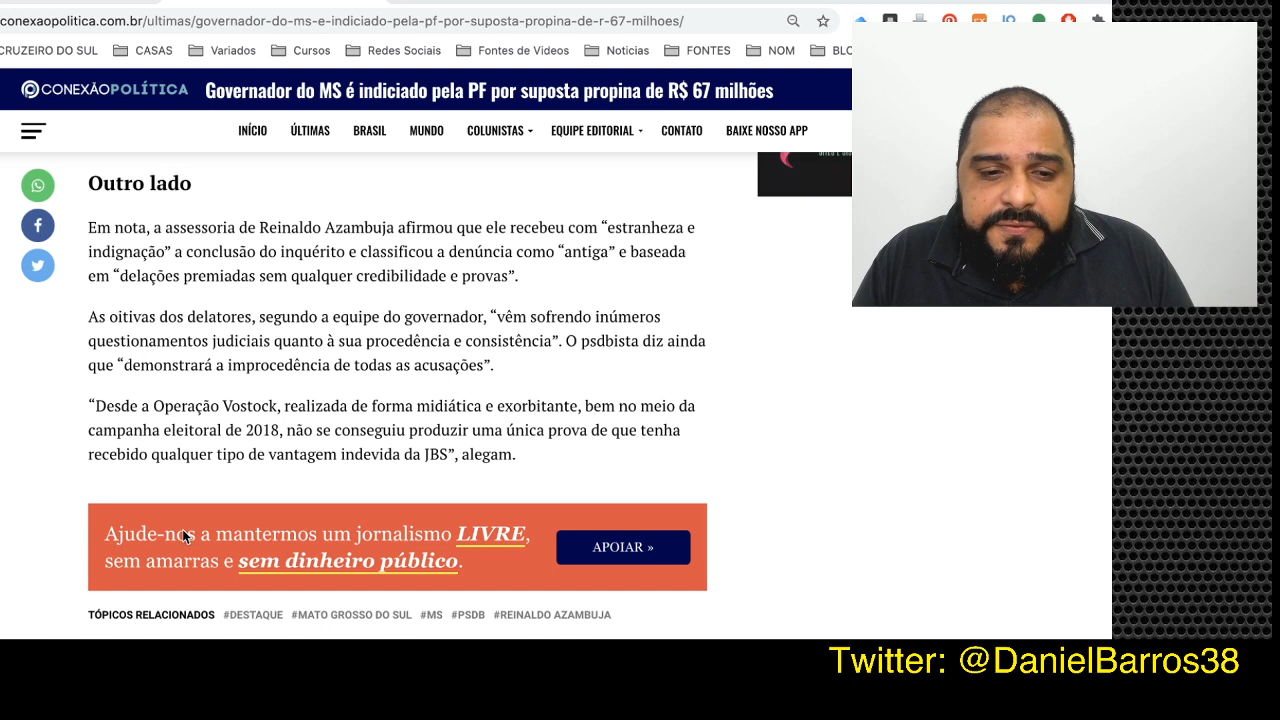 conexaopolitica.com.br/ultimas/governador-do-ms-e-indiciado-pela-pf-por-suposta-propina-de-r-67-milhoes/
CRUZEIRO DO SUL CASAS Variados Cursos Redes Sociais Fontes de Videos Noticias FONTES NOM
CONEXÃOPOLÍTICA Governador do MS é indiciado pela PF por suposta propina de R$ 67 milhões
INÍCIO ÚLTIMAS BRASIL MUNDO COLUNISTAS EQUIPE EDITORIAL CONTATO BAIXE NOSSO APP
Outro lado
Em nota, a assessoria de Reinaldo Azambuja afirmou que ele recebeu com “estranheza e
indignação” a conclusão do inquérito e classificou a denúncia como “antiga” e baseada
em “delações premiadas sem qualquer credibilidade e provas”.
As oitivas dos delatores, segundo a equipe do governador, “vêm sofrendo inúmeros
questionamentos judiciais quanto à sua procedência e consistência”. O psdbista diz ainda
que “demonstrará a improcedência de todas as acusações”.
“Desde a Operação Vostock, realizada de forma midiática e exorbitante, bem no meio da
campanha eleitoral de 2018, não se conseguiu produzir uma única prova de que tenha
recebido qualquer tipo de vantagem indevida da JBS”, alegam.
Ajude-nos a mantermos um jornalismo LIVRE,
sem amarras e sem dinheiro público.
APOIAR »
TÓPICOS RELACIONADOS #DESTAQUE #MATO GROSSO DO SUL #MS #PSDB #REINALDO AZAMBUJA
Twitter: @DanielBarros38